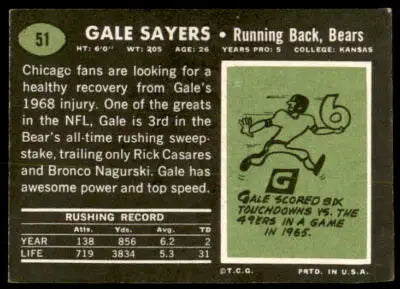 51
GALE SAYERS • Running Back, Bears
HT: 6'0" WT: 205 AGE: 26 YEARS PRO: 5 COLLEGE: KANSAS
Chicago fans are looking for a
healthy recovery from Gale's
1968 injury. One of the greats
in the NFL, Gale is 3rd in the
Bear's all-time rushing sweep-
stake, trailing only Rick Casares
and Bronco Nagurski. Gale has
awesome power and top speed.
RUSHING RECORD
Atts. Yds. Avg. Tds.
YEAR 138 856 6.2 2
LIFE 719 3834 5.3 31
6
G
GALE SCORED SIX
TOUCHDOWNS VS. THE
49ERS IN A GAME
IN 1965.
©T.C.G. PRTD. IN U.S.A.